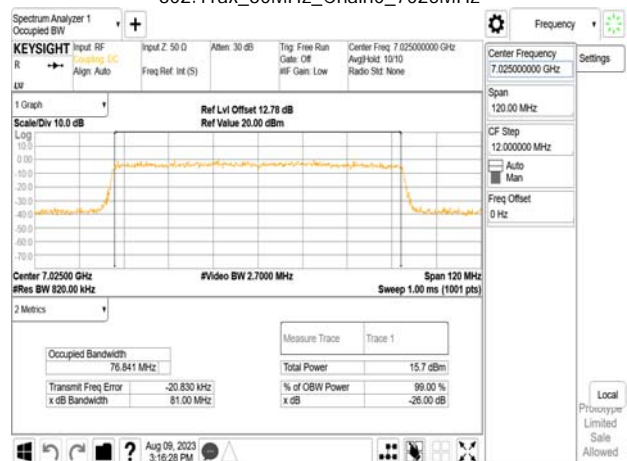 Spectrum Analyzer 1
Occupied BW
Frequency
KEYSIGHT
R
Input: RF
Coupling: DC
Align: Auto
Input Z: 50 Ω
Freq Ref: Int (S)
Atten: 30 dB
Trig: Free Run
Gate: Off
#IF Gain: Low
Center Freq: 7.025000000 GHz
Avg|Hold: 10/10
Radio Std: None
Center Frequency
7.025000000 GHz
Settings
Span
120.00 MHz
CF Step
12.000000 MHz
Auto
Man
Freq Offset
0 Hz
1 Graph
Scale/Div 10.0 dB
Ref Lvl Offset 12.78 dB
Ref Value 20.00 dBm
Log
10.0
0.00
-10.0
-20.0
-30.0
-40.0
-50.0
-60.0
-70.0
Center 7.02500 GHz
#Video BW 2.7000 MHz
Span 120 MHz
#Res BW 820.00 kHz
Sweep 1.00 ms (1001 pts)
2 Metrics
Measure Trace
Trace 1
Occupied Bandwidth
76.841 MHz
Total Power
15.7 dBm
Transmit Freq Error
-20.830 kHz
% of OBW Power
99.00 %
x dB Bandwidth
81.00 MHz
x dB
-26.00 dB
Local
Prototype
Limited
Sale
Allowed
?
Aug 09, 2023
3:16:28 PM